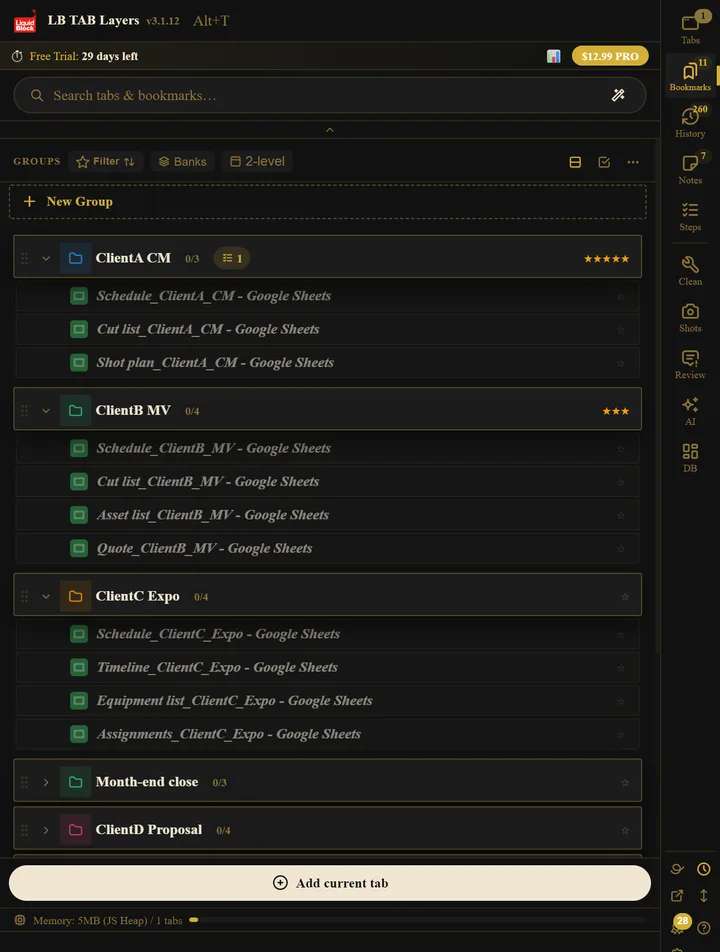 Liquid Block
LB TAB Layers v3.1.12 Alt+T
Free Trial: 29 days left
$12.99 PRO
Search tabs & bookmarks…
GROUPS Filter Banks 2-level
New Group
ClientA CM 0/3 1 ★★★★★
Schedule_ClientA_CM - Google Sheets
Cut list_ClientA_CM - Google Sheets
Shot plan_ClientA_CM - Google Sheets
ClientB MV 0/4 ★★★
Schedule_ClientB_MV - Google Sheets
Cut list_ClientB_MV - Google Sheets
Asset list_ClientB_MV - Google Sheets
Quote_ClientB_MV - Google Sheets
ClientC Expo 0/4
Schedule_ClientC_Expo - Google Sheets
Timeline_ClientC_Expo - Google Sheets
Equipment list_ClientC_Expo - Google Sheets
Assignments_ClientC_Expo - Google Sheets
Month-end close 0/3
ClientD Proposal 0/4
Add current tab
Memory: 5MB (JS Heap) / 1 tabs
1
Tabs
11
Bookmarks
260
History
7
Notes
Steps
Clean
Shots
Review
AI
DB
28